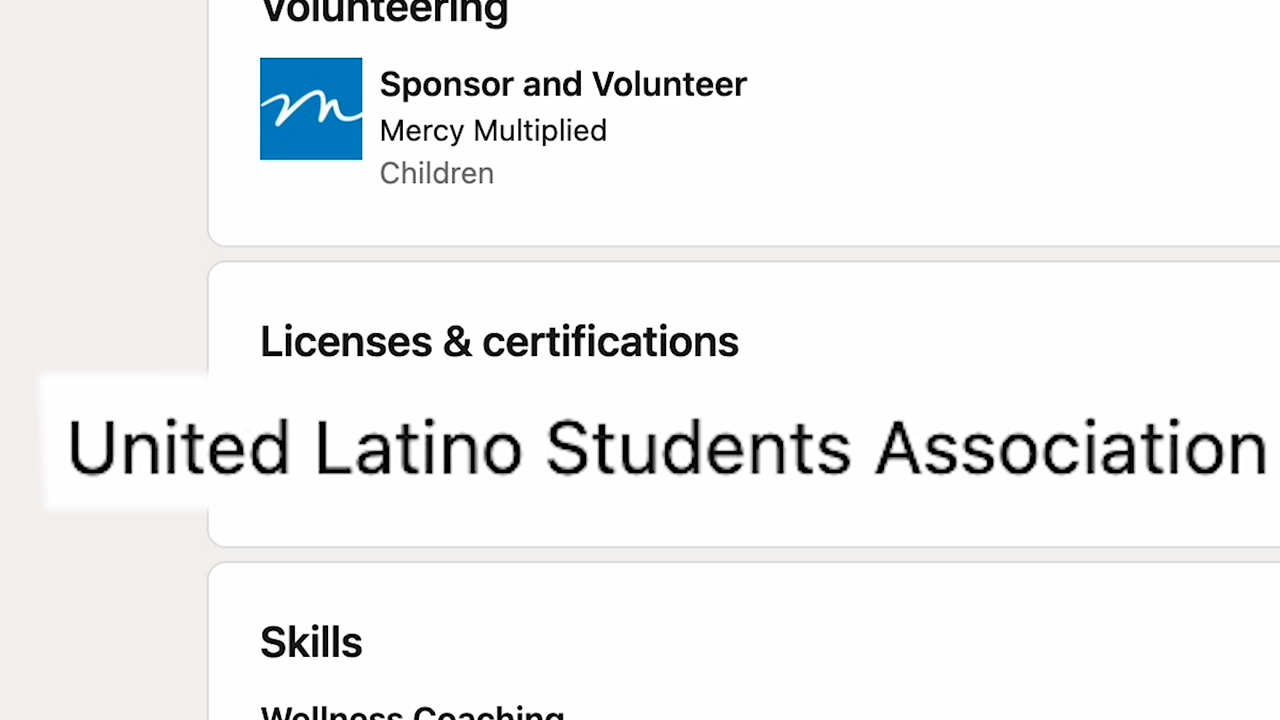 Volunteering
Sponsor and Volunteer
Mercy Multiplied
Children
Licenses & certifications
United Latino Students Association
Skills
Wellness Coaching